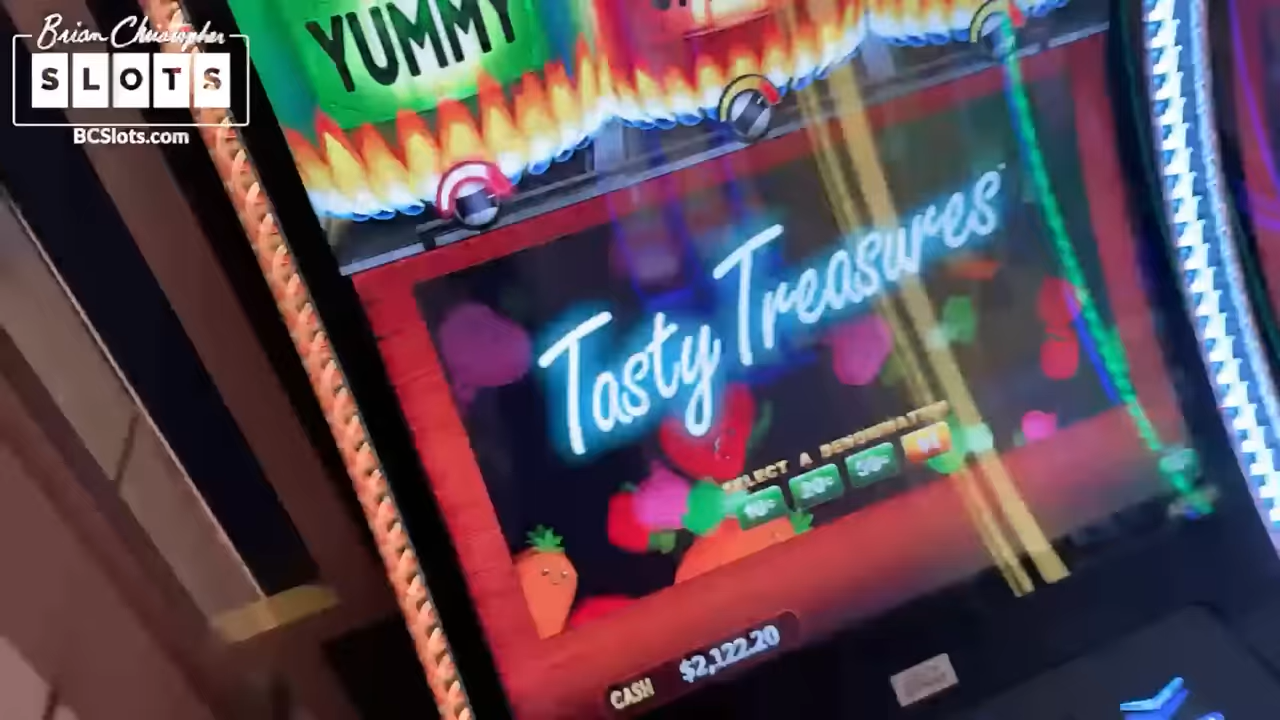 Brian Christopher
SLOTS
BCSlots.com
YUMMY
Tasty Treasures
SELECT A DENOMINATION
10¢ 20¢ 50¢ $1
CASH $2,122.20